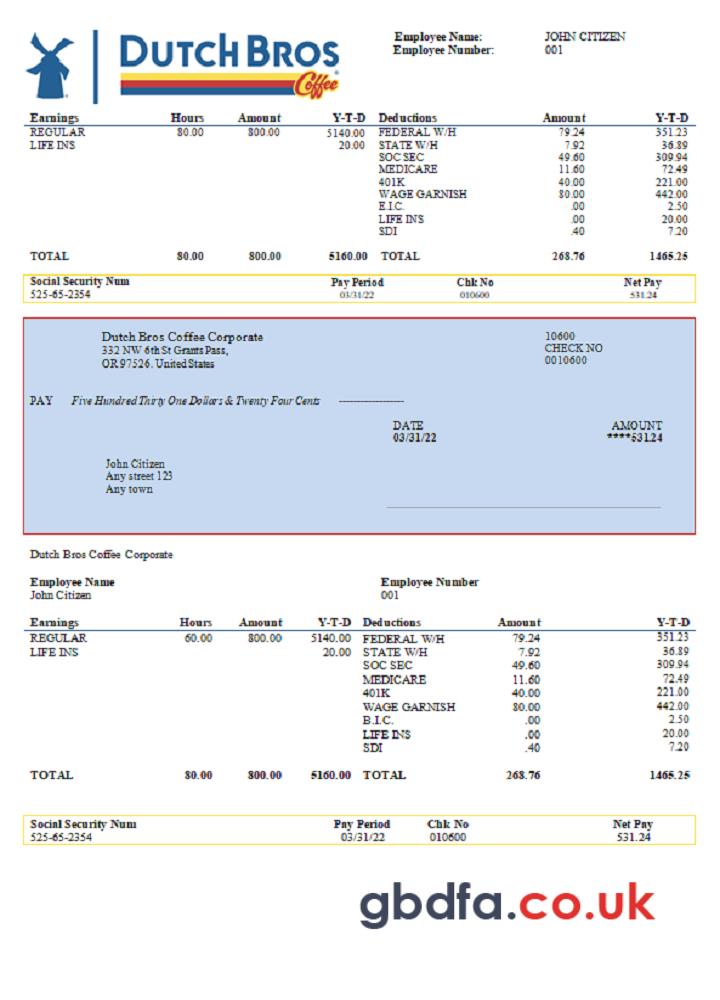 DUTCH BROS
Coffee
Employee Name: JOHN CITIZEN
Employee Number: 001
Earnings Hours Amount Y-T-D Deductions Amount Y-T-D
REGULAR 80.00 800.00 5140.00 FEDERAL W/H 79.24 351.23
LIFE INS 20.00 STATE W/H 7.92 36.89
SOC SEC 49.60 309.94
MEDICARE 11.60 72.49
401K 40.00 221.00
WAGE GARNISH 80.00 442.00
E.I.C. .00 2.50
LIFE INS .00 20.00
SDI .40 7.20
TOTAL 80.00 800.00 5160.00 TOTAL 268.76 1465.25
Social Security Num Pay Period Chk No Net Pay
525-65-2354 03/31/22 010600 531.24
Dutch Bros Coffee Corporate 10600
332 NW 6th St Grants Pass, CHECK NO
OR 97526. United States 0010600
PAY Five Hundred Thirty One Dollars & Twenty Four Cents ------------------
DATE AMOUNT
03/31/22 ****531.24
John Citizen
Any street 123
Any town
Dutch Bros Coffee Corporate
Employee Name Employee Number
John Citizen 001
Earnings Hours Amount Y-T-D Deductions Amount Y-T-D
REGULAR 60.00 800.00 5140.00 FEDERAL W/H 79.24 351.23
LIFE INS 20.00 STATE W/H 7.92 36.89
SOC SEC 49.60 309.94
MEDICARE 11.60 72.49
401K 40.00 221.00
WAGE GARNISH 80.00 442.00
B.I.C. .00 2.50
LIFE INS .00 20.00
SDI .40 7.20
TOTAL 80.00 800.00 5160.00 TOTAL 268.76 1465.25
Social Security Num Pay Period Chk No Net Pay
525-65-2354 03/31/22 010600 531.24
gbdfa.co.uk